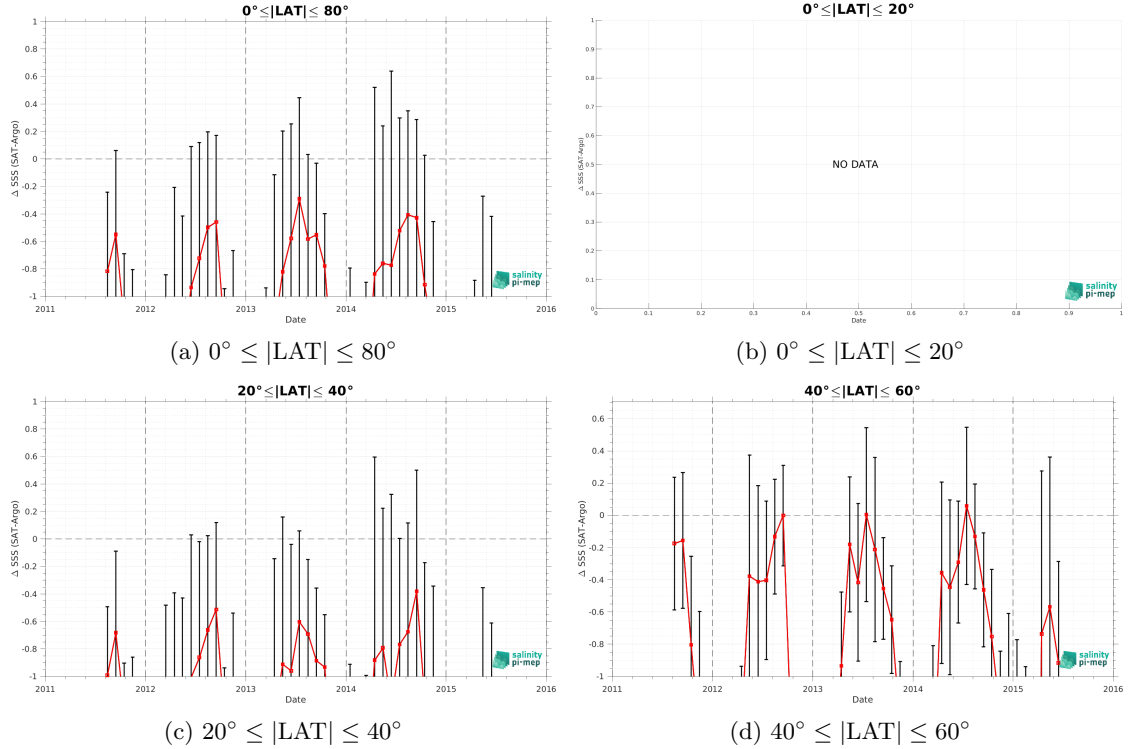 0°≤|LAT|≤ 80°
1
0.8
0.6
0.4
0.2
0
-0.2
-0.4
-0.6
-0.8
-1
Δ SSS (SAT-Argo)
2011
2012
2013
2014
2015
2016
Date
salinity
pi-mep
(a) 0° ≤ |LAT| ≤ 80°
0°≤|LAT|≤ 20°
1
0.9
0.8
0.7
0.6
0.5
0.4
0.3
0.2
0.1
0
Δ SSS (SAT-Argo)
NO DATA
0
0.1
0.2
0.3
0.4
0.5
0.6
0.7
0.8
0.9
1
Date
salinity
pi-mep
(b) 0° ≤ |LAT| ≤ 20°
20°≤|LAT|≤ 40°
1
0.8
0.6
0.4
0.2
0
-0.2
-0.4
-0.6
-0.8
-1
Δ SSS (SAT-Argo)
2011
2012
2013
2014
2015
2016
Date
salinity
pi-mep
(c) 20° ≤ |LAT| ≤ 40°
40°≤|LAT|≤ 60°
0.6
0.4
0.2
0
-0.2
-0.4
-0.6
-0.8
-1
Δ SSS (SAT-Argo)
2011
2012
2013
2014
2015
2016
Date
salinity
pi-mep
(d) 40° ≤ |LAT| ≤ 60°